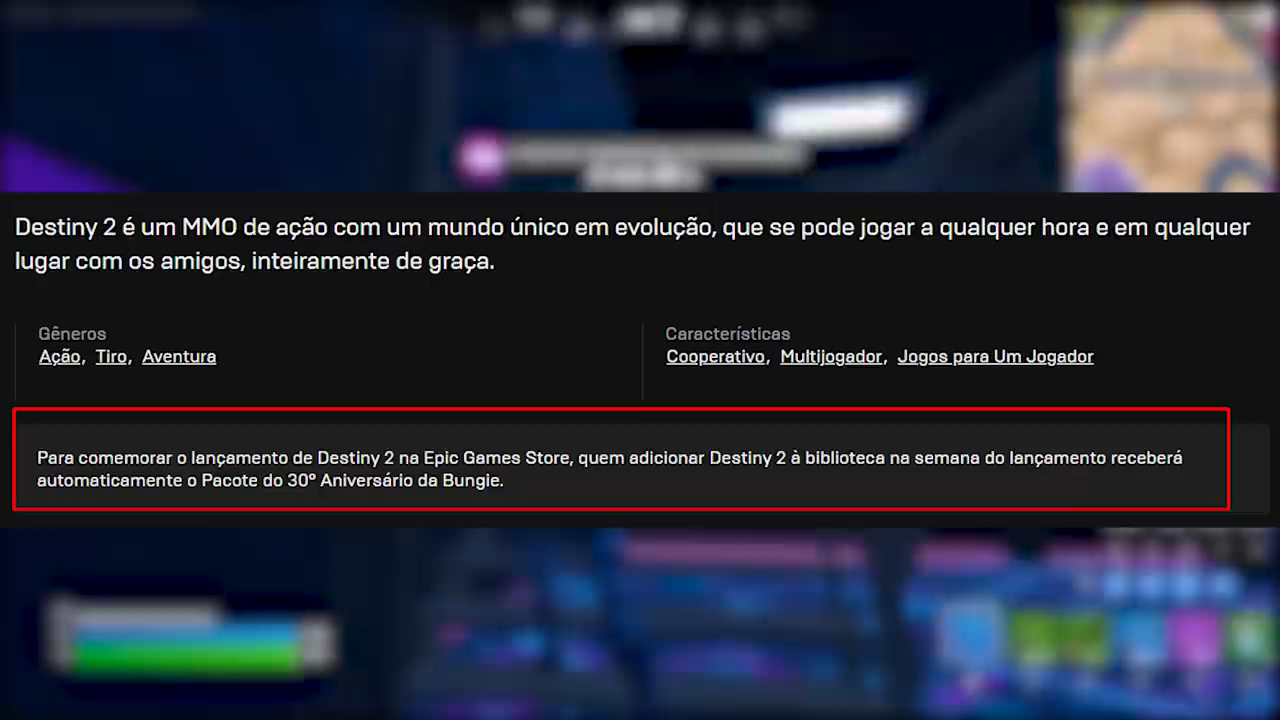 Destiny 2 é um MMO de ação com um mundo único em evolução, que se pode jogar a qualquer hora e em qualquer
lugar com os amigos, inteiramente de graça.
Gêneros
Ação, Tiro, Aventura
Características
Cooperativo, Multijogador, Jogos para Um Jogador
Para comemorar o lançamento de Destiny 2 na Epic Games Store, quem adicionar Destiny 2 à biblioteca na semana do lançamento receberá
automaticamente o Pacote do 30º Aniversário da Bungie.